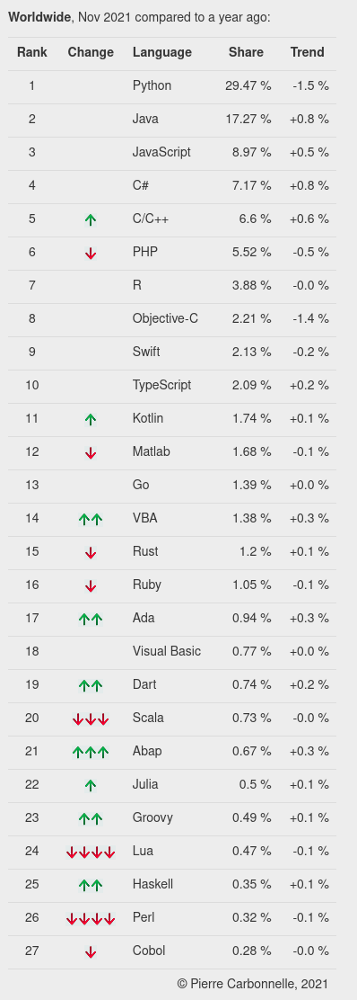 Worldwide, Nov 2021 compared to a year ago:
Rank Change Language Share Trend
1 Python 29.47 % -1.5 %
2 Java 17.27 % +0.8 %
3 JavaScript 8.97 % +0.5 %
4 C# 7.17 % +0.8 %
5 ↑ C/C++ 6.6 % +0.6 %
6 ↓ PHP 5.52 % -0.5 %
7 R 3.88 % -0.0 %
8 Objective-C 2.21 % -1.4 %
9 Swift 2.13 % -0.2 %
10 TypeScript 2.09 % +0.2 %
11 ↑ Kotlin 1.74 % +0.1 %
12 ↓ Matlab 1.68 % -0.1 %
13 Go 1.39 % +0.0 %
14 ↑↑ VBA 1.38 % +0.3 %
15 ↓ Rust 1.2 % +0.1 %
16 ↓ Ruby 1.05 % -0.1 %
17 ↑↑ Ada 0.94 % +0.3 %
18 Visual Basic 0.77 % +0.0 %
19 ↑↑ Dart 0.74 % +0.2 %
20 ↓↓↓ Scala 0.73 % -0.0 %
21 ↑↑↑ Abap 0.67 % +0.3 %
22 ↑ Julia 0.5 % +0.1 %
23 ↑↑ Groovy 0.49 % +0.1 %
24 ↓↓↓↓ Lua 0.47 % -0.1 %
25 ↑↑ Haskell 0.35 % +0.1 %
26 ↓↓↓↓ Perl 0.32 % -0.1 %
27 ↓ Cobol 0.28 % -0.0 %
© Pierre Carbonnelle, 2021